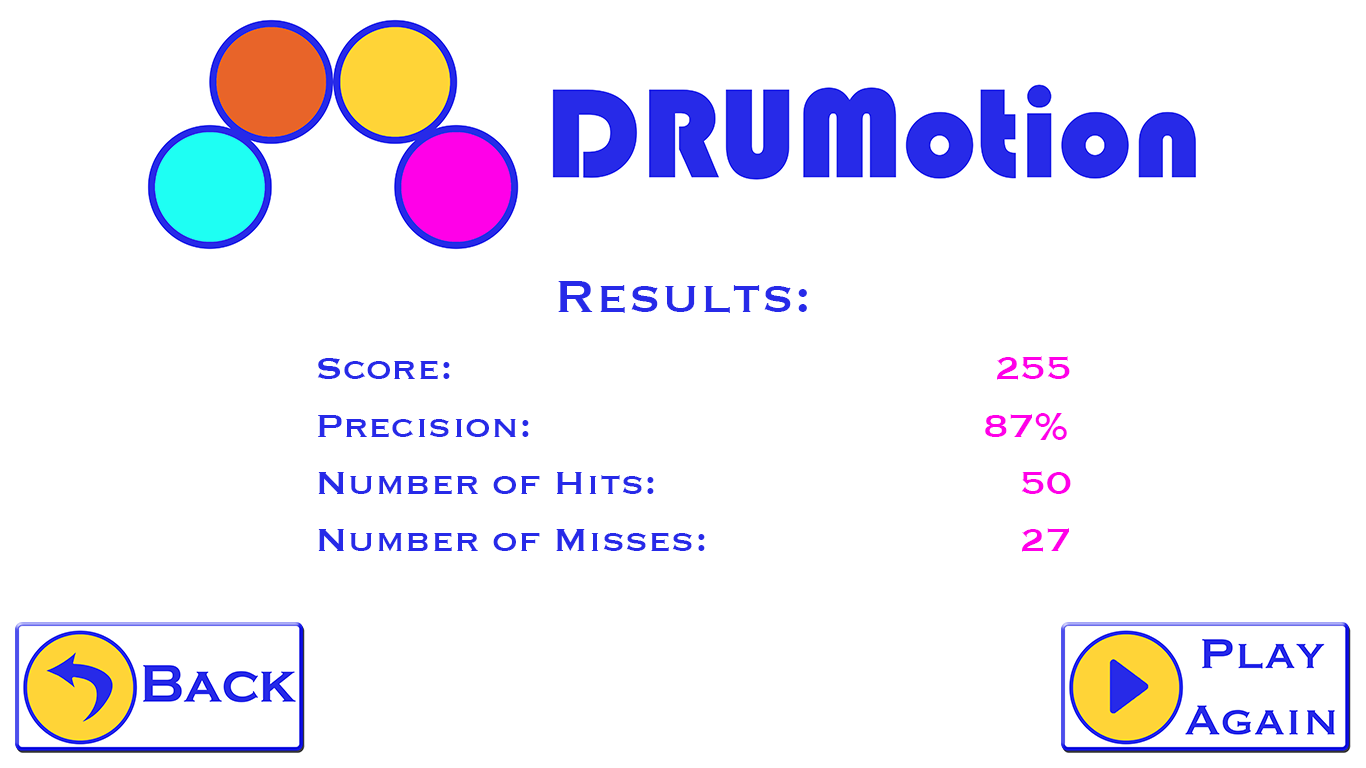 DRUMotion
Results:
Score: 255
Precision: 87%
Number of Hits: 50
Number of Misses: 27
Back
Play
Again